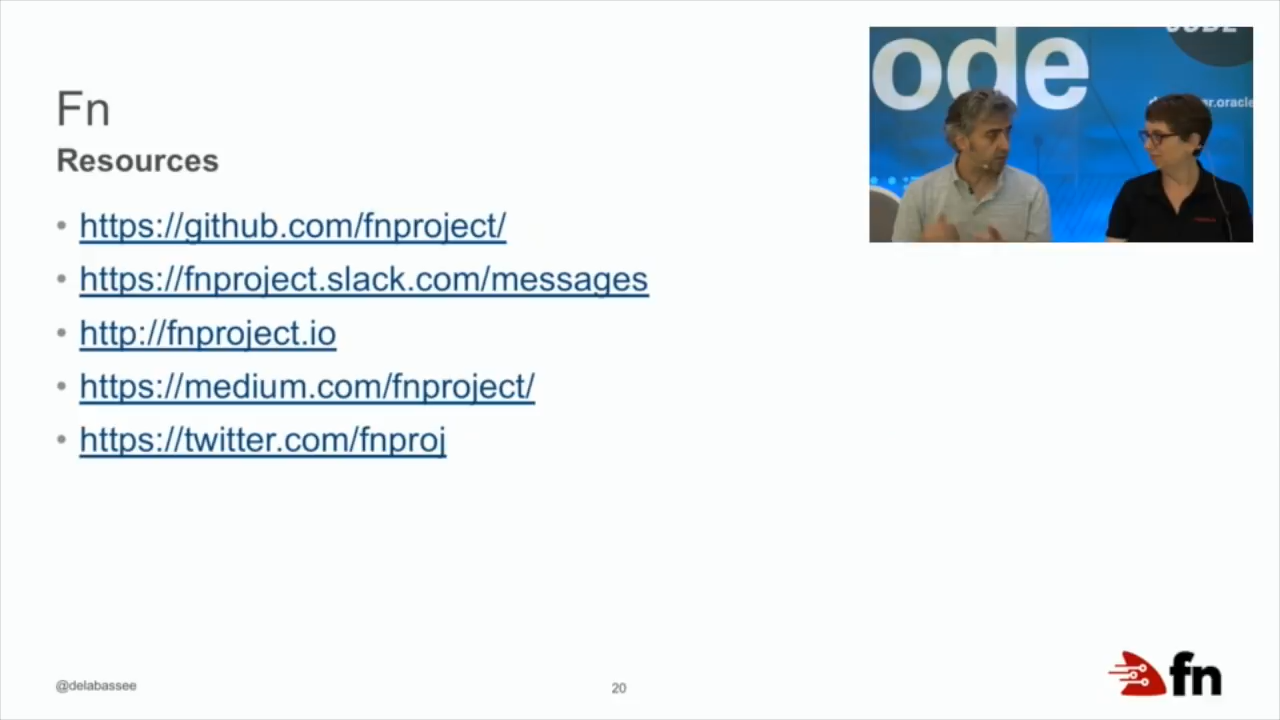 Fn
Resources
• https://github.com/fnproject/
• https://fnproject.slack.com/messages
• http://fnproject.io
• https://medium.com/fnproject/
• https://twitter.com/fnproj
ode
@delabassee
20
fn